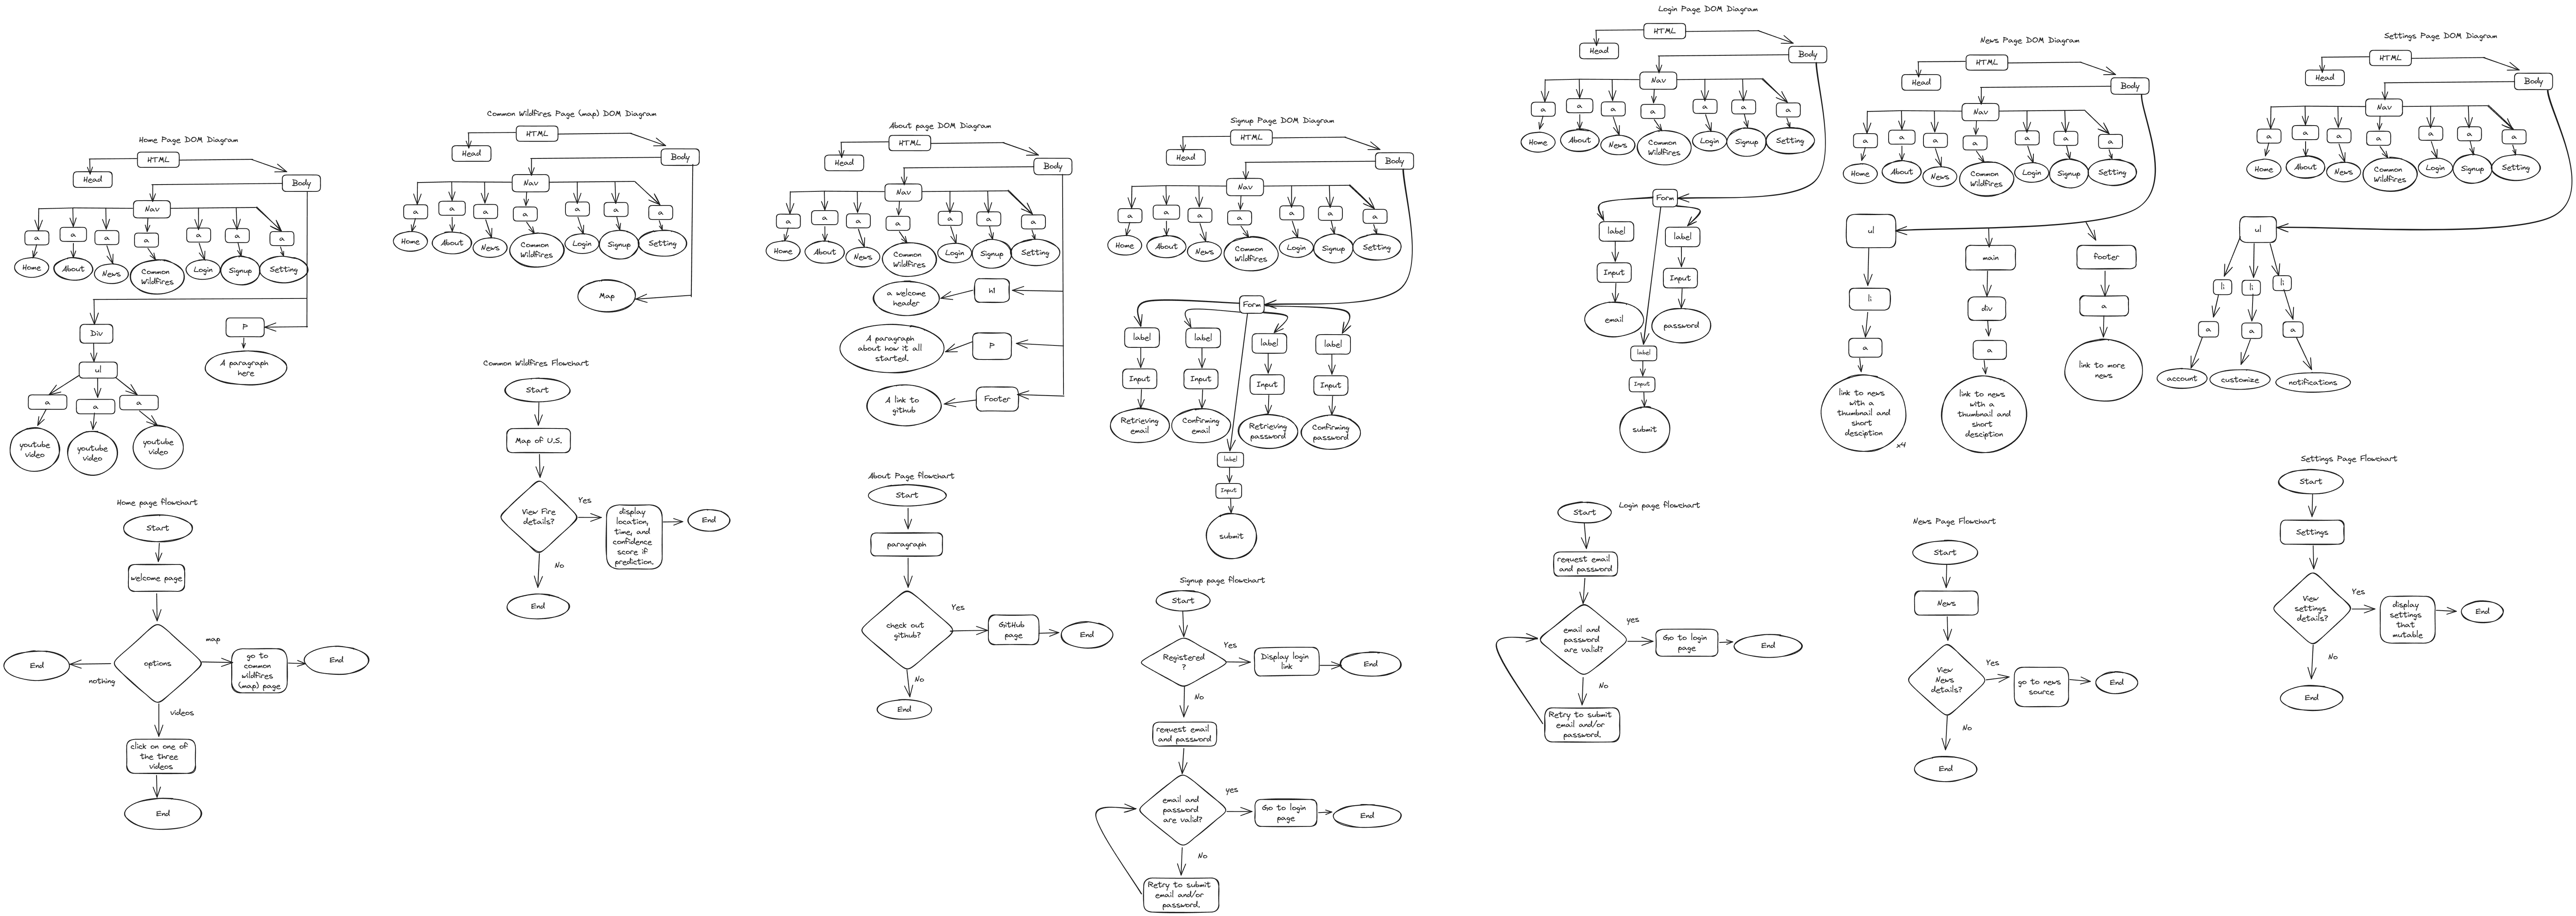 Home Page DOM Diagram
HTML
Head
Body
Nav
a
a
a
a
a
a
a
Home
About
News
Common
Wildfires
Login
Signup
Setting
Div
ul
a
a
a
youtube
video
youtube
video
youtube
video
P
A paragraph
here
Home page flowchart
Start
welcome page
options
map
go to
common
wildfires
(map) page
End
nothing
End
videos
click on one of
the three
videos
End
Common Wildfires Page (map) DOM Diagram
HTML
Head
Body
Nav
a
a
a
a
a
a
a
Home
About
News
Common
Wildfires
Login
Signup
Setting
Map
Common Wildfires Flowchart
Start
Map of U.S.
View Fire
details?
Yes
display
location,
time, and
confidence
score if
prediction.
End
No
End
About page DOM Diagram
HTML
Head
Body
Nav
a
a
a
a
a
a
a
Home
About
News
Common
Wildfires
Login
Signup
Setting
h1
a welcome
header
P
A paragraph
about how it all
started.
Footer
A link to
github
About Page flowchart
Start
paragraph
check out
github?
Yes
GitHub
page
End
No
End
Signup Page DOM Diagram
HTML
Head
Body
Nav
a
a
a
a
a
a
a
Home
About
News
Common
Wildfires
Login
Signup
Setting
Form
label
label
label
label
Input
Input
Input
Input
Retrieving
email
Confirming
email
Retrieving
password
Confirming
password
label
Input
submit
Signup page flowchart
Start
Registered
?
Yes
Display login
link
End
No
request email
and password
email and
password
are valid?
yes
Go to login
page
End
No
Retry to submit
email and/or
password.
Login Page DOM Diagram
HTML
Head
Body
Nav
a
a
a
a
a
a
a
Home
About
News
Common
Wildfires
Login
Signup
Setting
Form
label
label
Input
Input
email
password
label
Input
submit
Login page flowchart
Start
request email
and password
email and
password
are valid?
yes
Go to login
page
End
No
Retry to submit
email and/or
password.
News Page DOM Diagram
HTML
Head
Body
Nav
a
a
a
a
a
a
a
Home
About
News
Common
Wildfires
Login
Signup
Setting
ul
main
footer
li
div
a
a
a
link to news
with a
thumbnail and
short
desciption
x4
link to news
with a
thumbnail and
short
desciption
link to more
news
News Page Flowchart
Start
News
View
News
details?
Yes
go to news
source
End
No
End
Settings Page DOM Diagram
HTML
Head
Body
Nav
a
a
a
a
a
a
a
Home
About
News
Common
Wildfires
Login
Signup
Setting
ul
li
li
li
a
a
a
account
customize
notifications
Settings Page Flowchart
Start
Settings
View
settings
details?
Yes
display
settings
that
mutable
End
No
End